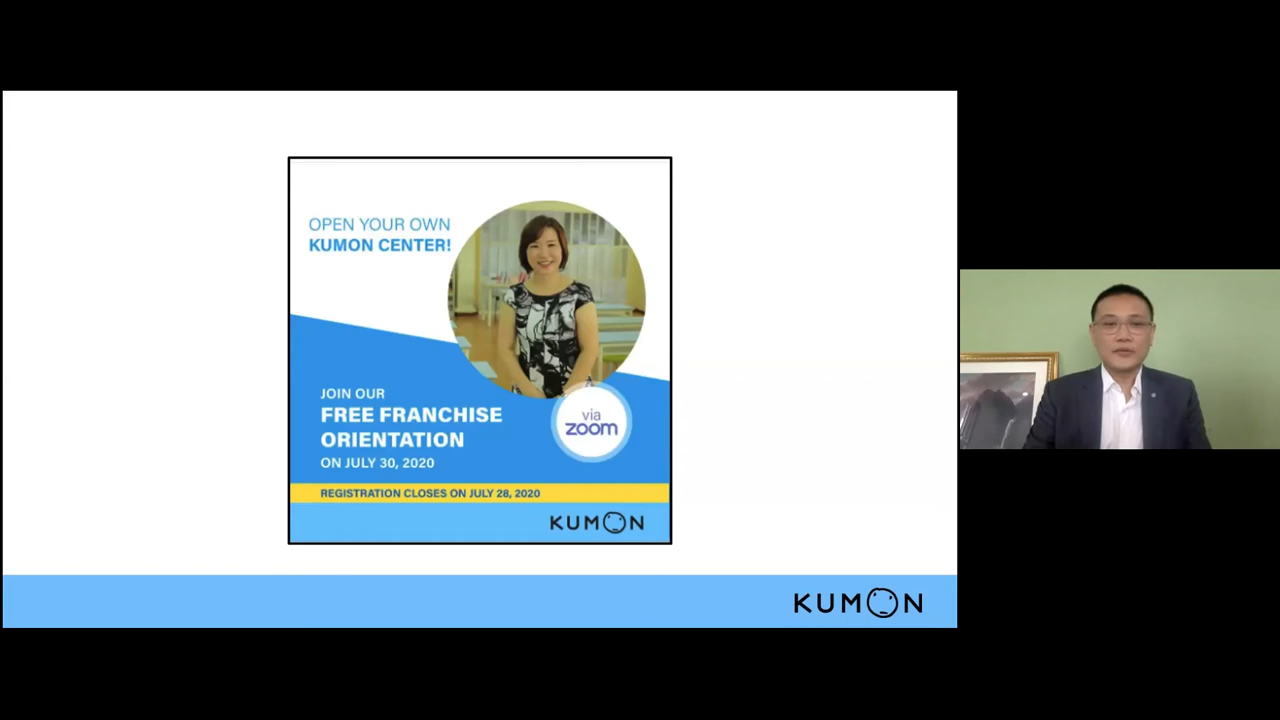 OPEN YOUR OWN
KUMON CENTER!
JOIN OUR
FREE FRANCHISE
ORIENTATION
ON JULY 30, 2020
via
zoom
REGISTRATION CLOSES ON JULY 28, 2020
KUMON
KUMON